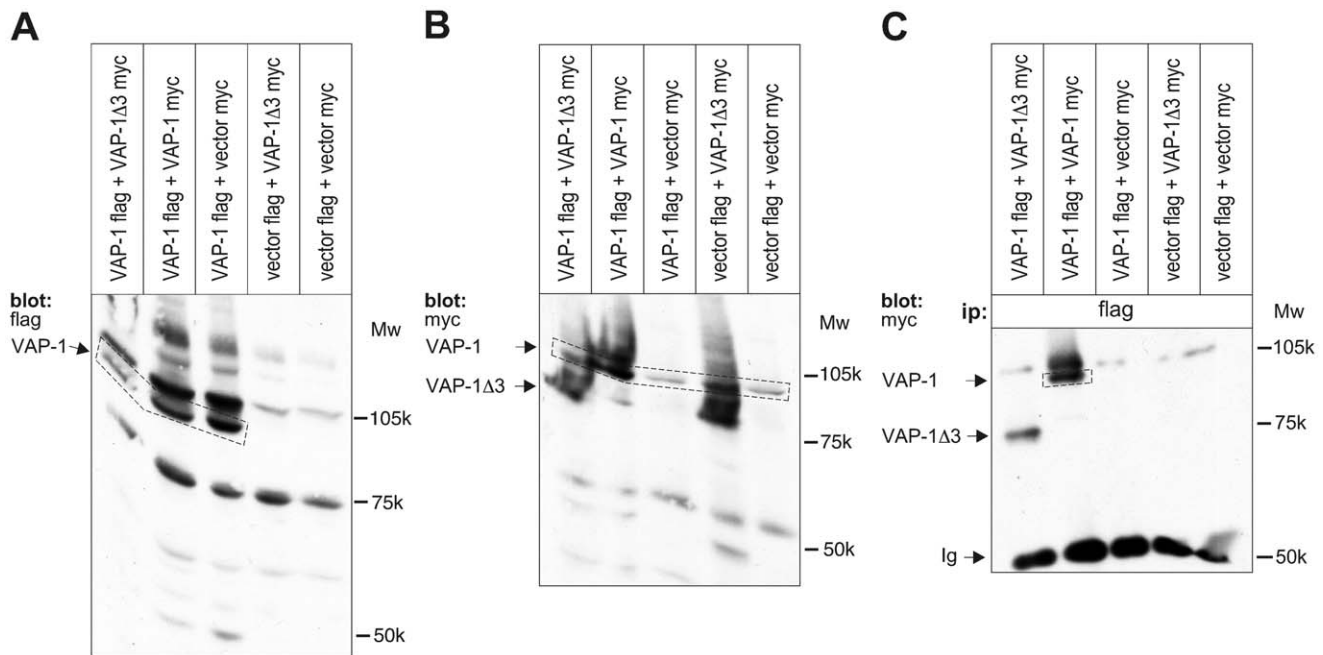 A
VAP-1 flag + VAP-1Δ3 myc
VAP-1 flag + VAP-1 myc
VAP-1 flag + vector myc
vector flag + VAP-1Δ3 myc
vector flag + vector myc
blot:
flag
VAP-1
Mw
105k
75k
50k
B
VAP-1 flag + VAP-1Δ3 myc
VAP-1 flag + VAP-1 myc
VAP-1 flag + vector myc
vector flag + VAP-1Δ3 myc
vector flag + vector myc
blot:
myc
VAP-1
VAP-1Δ3
Mw
105k
75k
50k
C
VAP-1 flag + VAP-1Δ3 myc
VAP-1 flag + VAP-1 myc
VAP-1 flag + vector myc
vector flag + VAP-1Δ3 myc
vector flag + vector myc
blot:
myc
ip: flag
VAP-1
VAP-1Δ3
Ig
Mw
105k
75k
50k